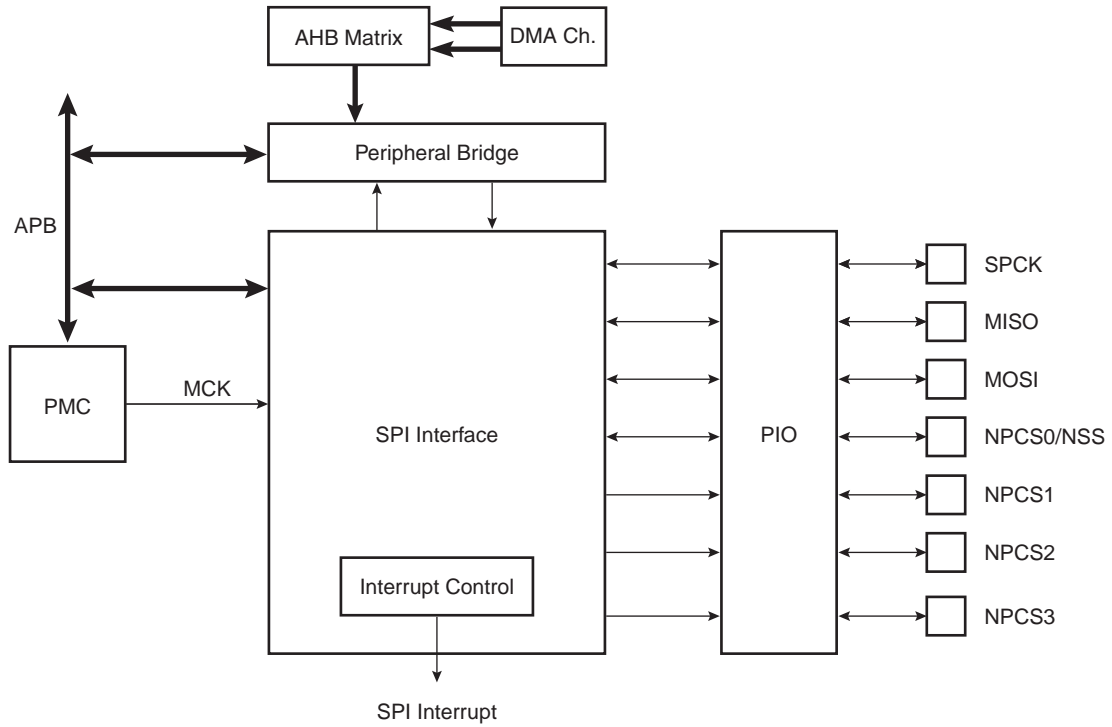 AHB Matrix
DMA Ch.
Peripheral Bridge
APB
PMC
MCK
SPI Interface
PIO
SPCK
MISO
MOSI
NPCS0/NSS
NPCS1
NPCS2
NPCS3
Interrupt Control
SPI Interrupt